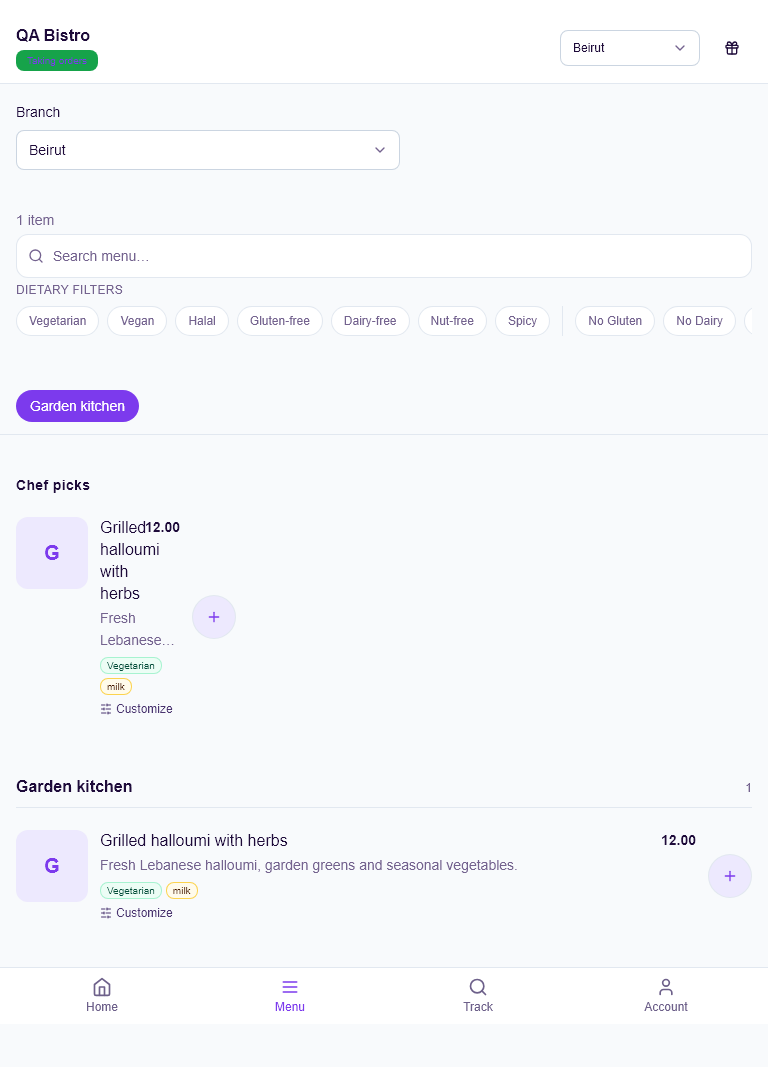 QA Bistro
Taking orders
Beirut
Branch
Beirut
1 item
Search menu…
DIETARY FILTERS
Vegetarian
Vegan
Halal
Gluten-free
Dairy-free
Nut-free
Spicy
No Gluten
No Dairy
Garden kitchen
Chef picks
G
Grilled halloumi with herbs
12.00
Fresh Lebanese…
Vegetarian
milk
Customize
+
Garden kitchen
1
G
Grilled halloumi with herbs
12.00
Fresh Lebanese halloumi, garden greens and seasonal vegetables.
Vegetarian
milk
Customize
+
Home
Menu
Track
Account